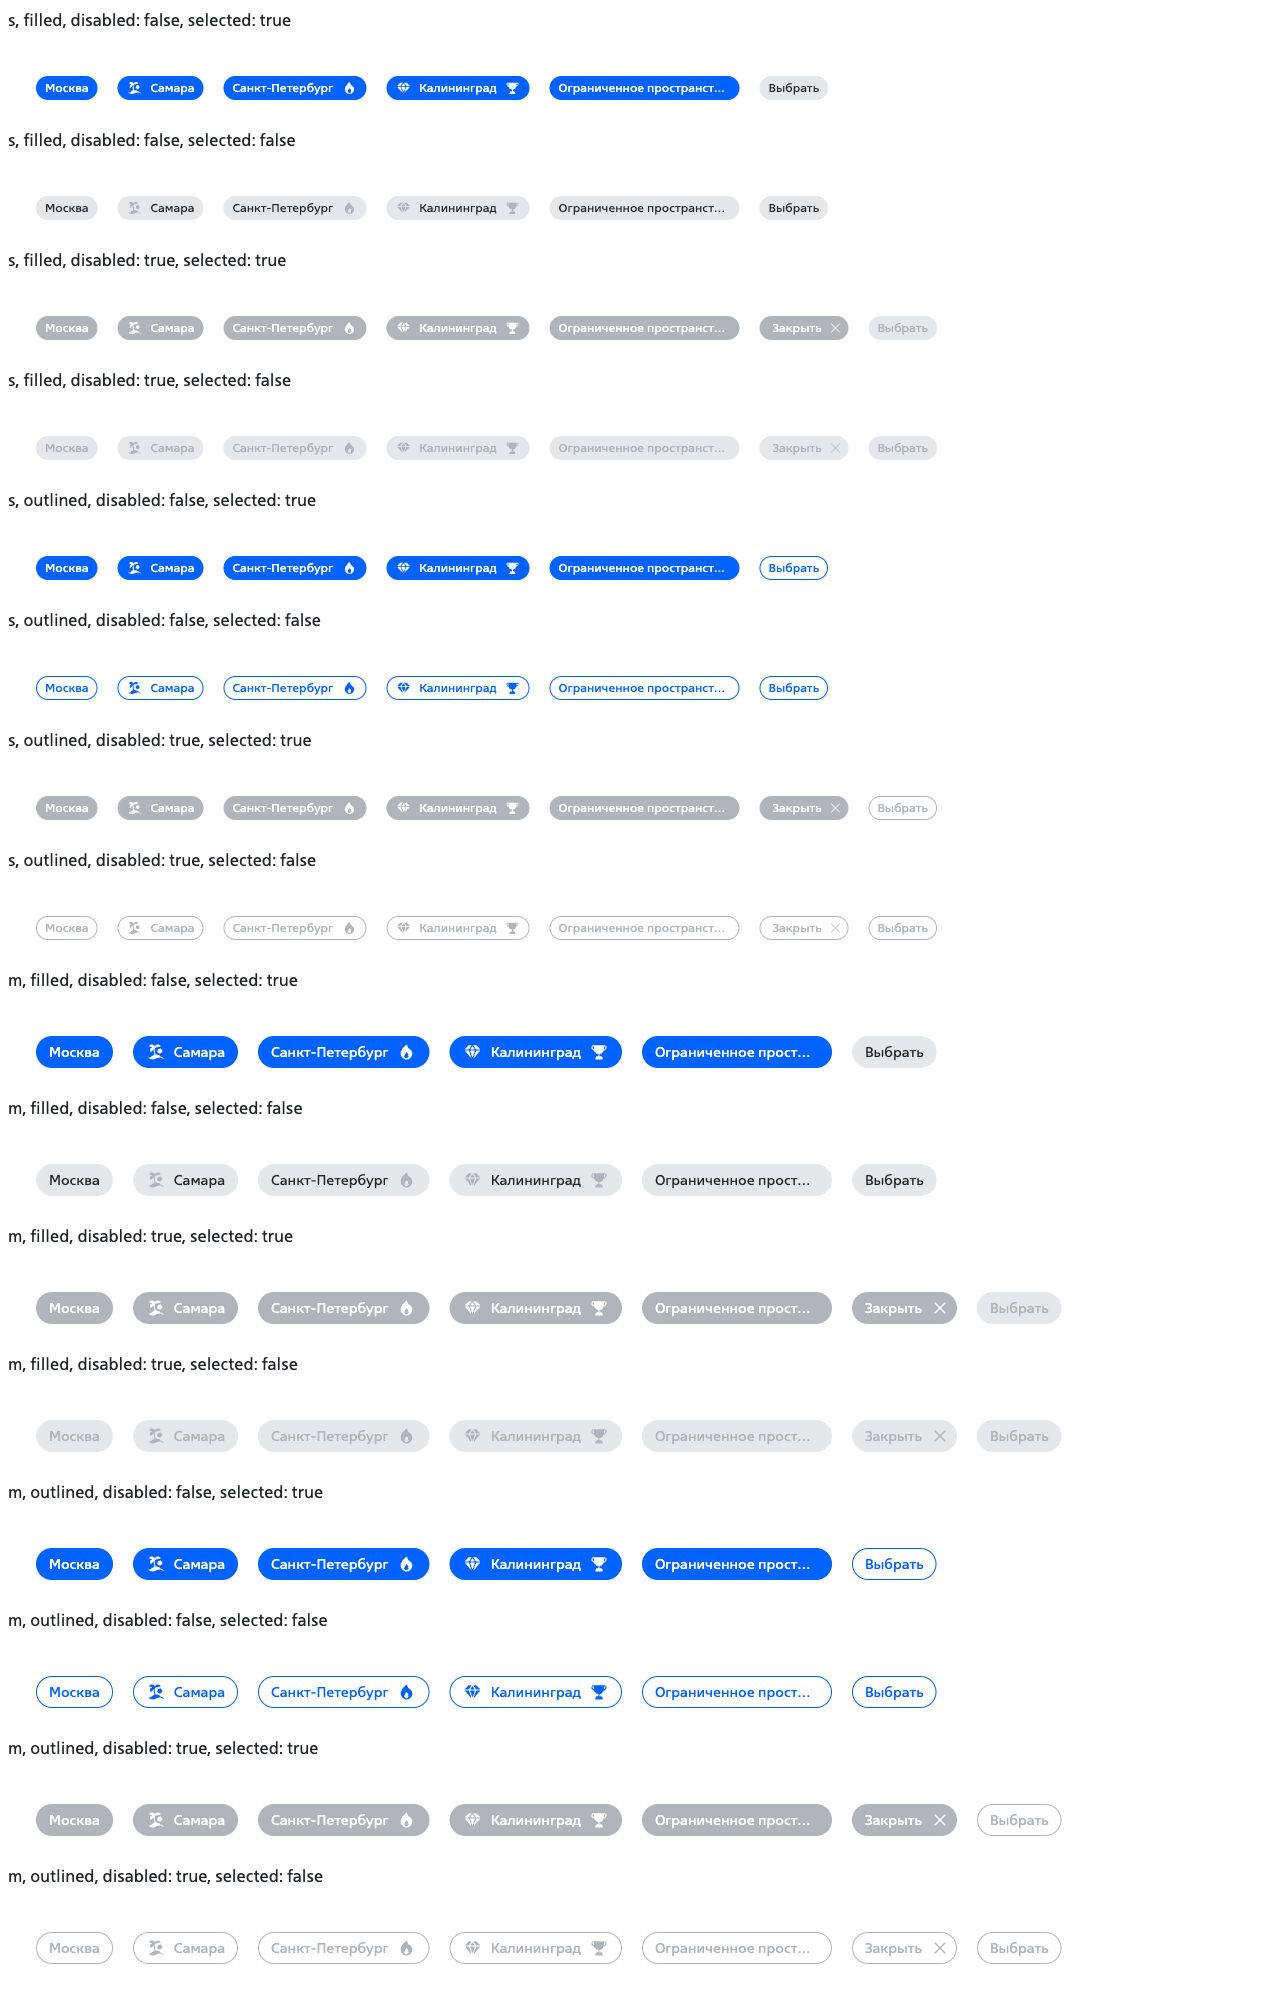 s, filled, disabled: false, selected: true
Москва Самара Санкт-Петербург Калининград Ограниченное пространст... Выбрать
s, filled, disabled: false, selected: false
Москва Самара Санкт-Петербург Калининград Ограниченное пространст... Выбрать
s, filled, disabled: true, selected: true
Москва Самара Санкт-Петербург Калининград Ограниченное пространст... Закрыть Выбрать
s, filled, disabled: true, selected: false
Москва Самара Санкт-Петербург Калининград Ограниченное пространст... Закрыть Выбрать
s, outlined, disabled: false, selected: true
Москва Самара Санкт-Петербург Калининград Ограниченное пространст... Выбрать
s, outlined, disabled: false, selected: false
Москва Самара Санкт-Петербург Калининград Ограниченное пространст... Выбрать
s, outlined, disabled: true, selected: true
Москва Самара Санкт-Петербург Калининград Ограниченное пространст... Закрыть Выбрать
s, outlined, disabled: true, selected: false
Москва Самара Санкт-Петербург Калининград Ограниченное пространст... Закрыть Выбрать
m, filled, disabled: false, selected: true
Москва Самара Санкт-Петербург Калининград Ограниченное прост... Выбрать
m, filled, disabled: false, selected: false
Москва Самара Санкт-Петербург Калининград Ограниченное прост... Выбрать
m, filled, disabled: true, selected: true
Москва Самара Санкт-Петербург Калининград Ограниченное прост... Закрыть Выбрать
m, filled, disabled: true, selected: false
Москва Самара Санкт-Петербург Калининград Ограниченное прост... Закрыть Выбрать
m, outlined, disabled: false, selected: true
Москва Самара Санкт-Петербург Калининград Ограниченное прост... Выбрать
m, outlined, disabled: false, selected: false
Москва Самара Санкт-Петербург Калининград Ограниченное прост... Выбрать
m, outlined, disabled: true, selected: true
Москва Самара Санкт-Петербург Калининград Ограниченное прост... Закрыть Выбрать
m, outlined, disabled: true, selected: false
Москва Самара Санкт-Петербург Калининград Ограниченное прост... Закрыть Выбрать